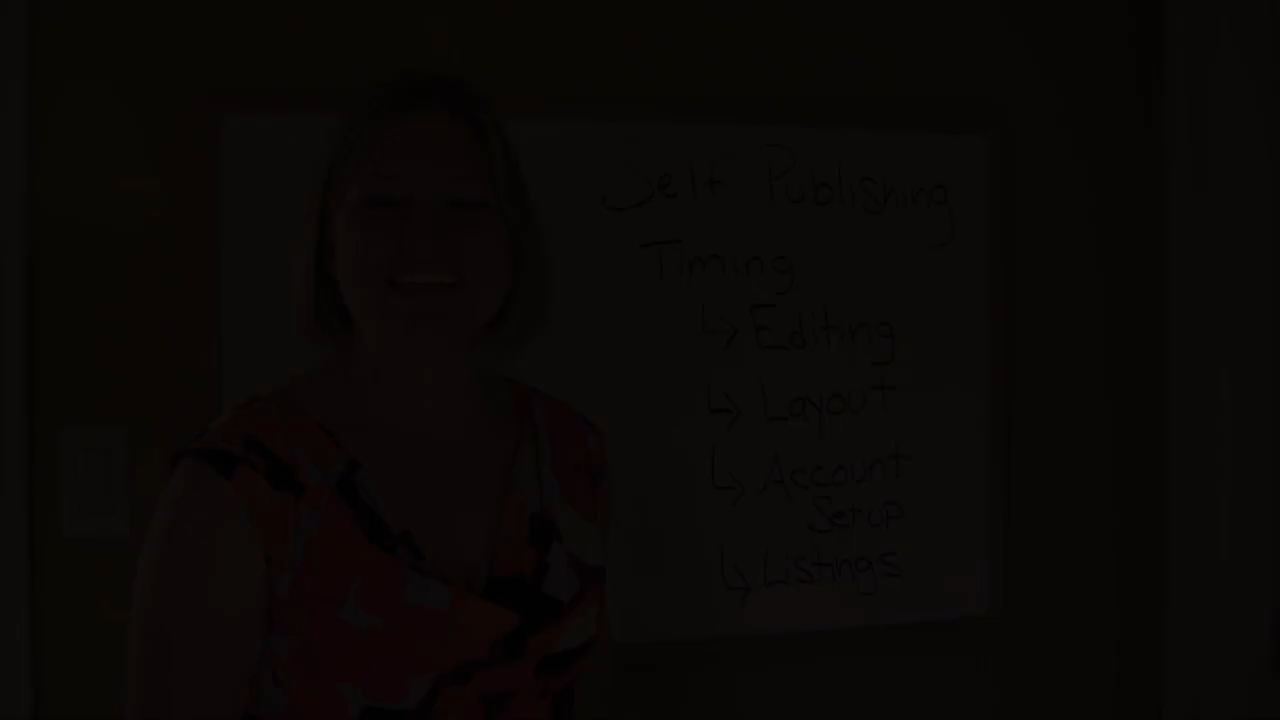 Self Publishing
Timing
↳ Editing
↳ Layout
↳ Account
Setup
↳ Listings